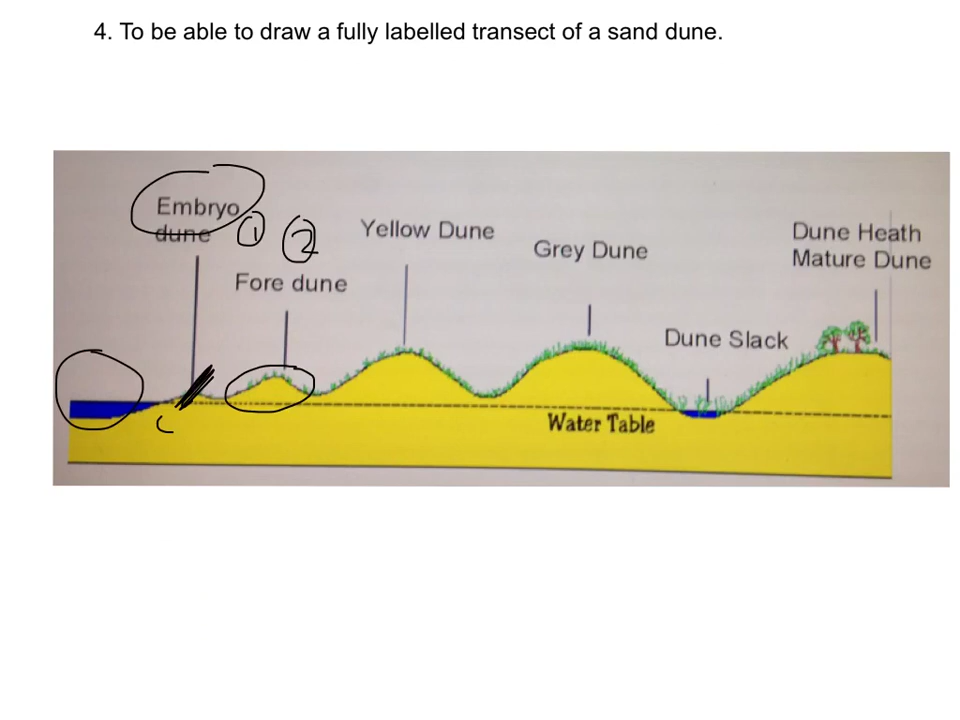 4. To be able to draw a fully labelled transect of a sand dune.
Embryo
dune
1
2
Fore dune
Yellow Dune
Grey Dune
Dune Slack
Dune Heath
Mature Dune
Water Table